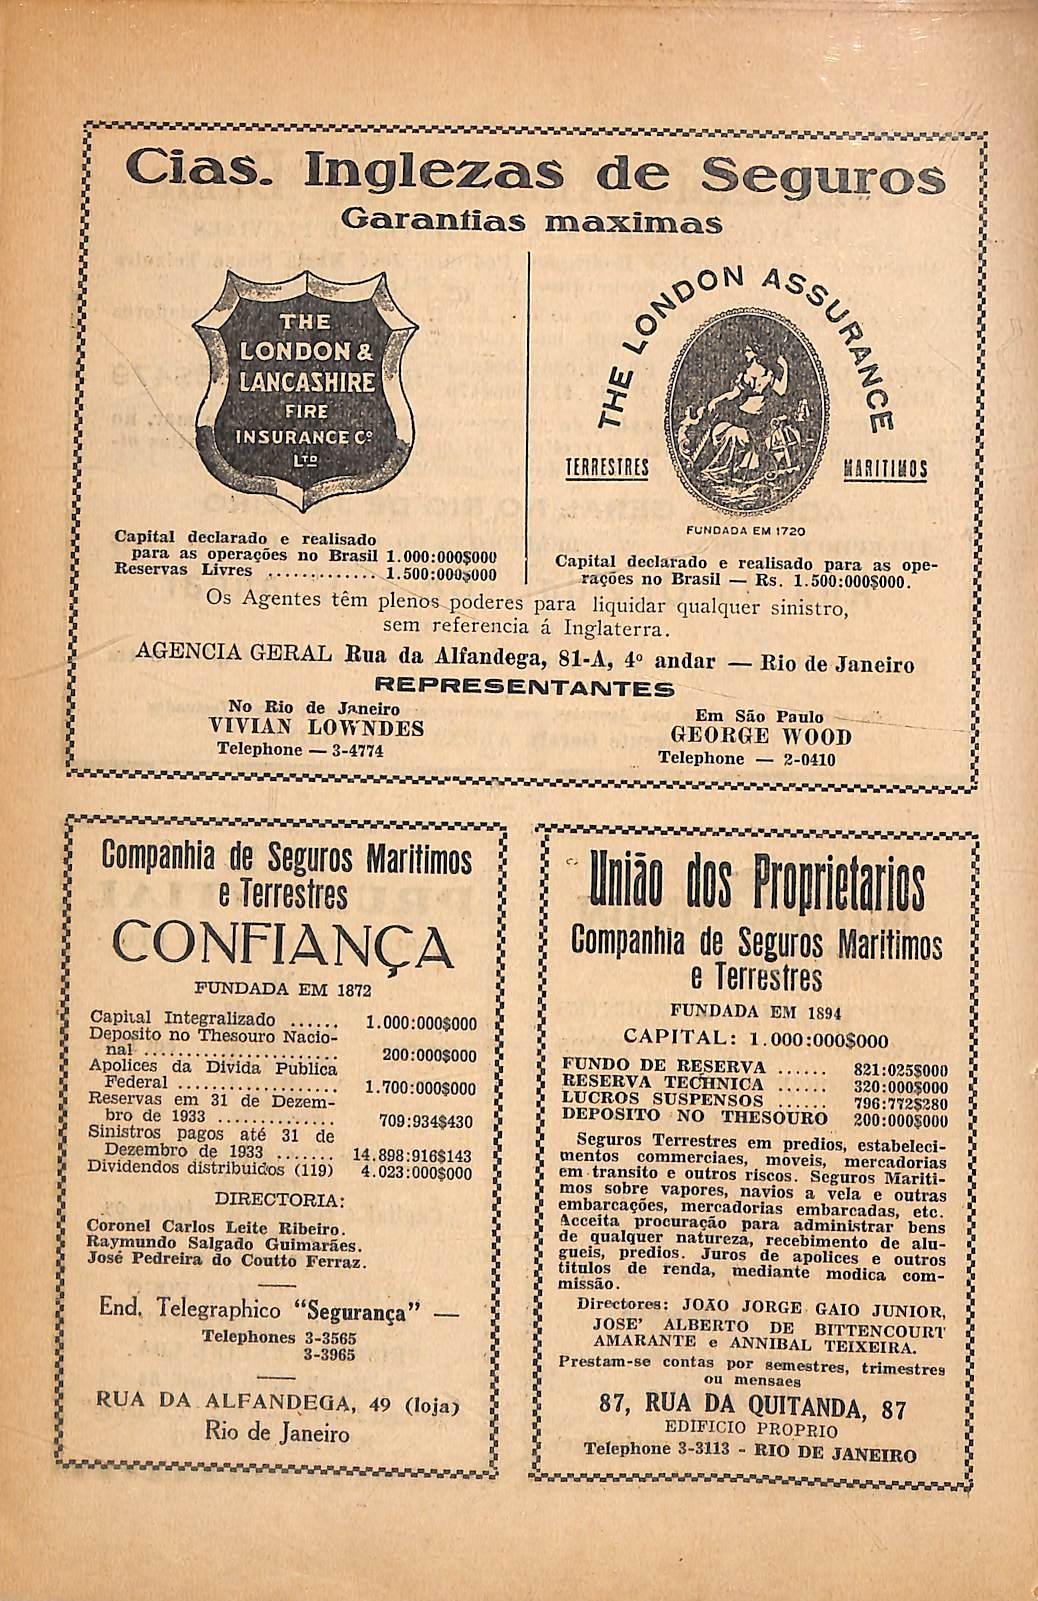 Cias. Inglezas de Seguros
Garantias maximas
THE
LONDON &
LANCASHIRE
FIRE
INSURANCE Cº
LTD
Capital declarado e realisado
para as operações no Brasil 1.000:000$000
Reservas Livres ............. 1.500:000$000
THE LONDON ASSURANCE
TERRESTRES
MARITIMOS
FUNDADA EM 1720
Capital declarado e realisado para as ope-
rações no Brasil — Rs. 1.500:000$000.
Os Agentes têm plenos poderes para liquidar qualquer sinistro,
sem referencia á Inglaterra.
AGENCIA GERAL Rua da Alfandega, 81-A, 4º andar — Rio de Janeiro
REPRESENTANTES
No Rio de Janeiro
VIVIAN LOWNDES
Telephone — 3-4774
Em São Paulo
GEORGE WOOD
Telephone — 2-0410
Companhia de Seguros Maritimos
e Terrestres
CONFIANÇA
FUNDADA EM 1872
Capital Integralizado ...... 1.000:000$000
Deposito no Thesouro Nacio-
nal ....................... 200:000$000
Apolices da Divida Publica
Federal ................... 1.700:000$000
Reservas em 31 de Dezem-
bro de 1933 .............. 709:934$430
Sinistros pagos até 31 de
Dezembro de 1933 ....... 14.898:916$143
Dividendos distribuidos (119) 4.023:000$000
DIRECTORIA:
Coronel Carlos Leite Ribeiro.
Raymundo Salgado Guimarães.
José Pedreira do Coutto Ferraz.
End. Telegraphico "Segurança" —
Telephones 3-3565
3-3965
RUA DA ALFANDEGA, 49 (loja)
Rio de Janeiro
União dos Proprietarios
Companhia de Seguros Maritimos
e Terrestres
FUNDADA EM 1894
CAPITAL: 1.000:000$000
FUNDO DE RESERVA ...... 821:025$000
RESERVA TECHNICA ...... 320:000$000
LUCROS SUSPENSOS ...... 796:772$280
DEPOSITO NO THESOURO 200:000$000
Seguros Terrestres em predios, estabeleci-
mentos commerciaes, moveis, mercadorias
em transito e outros riscos. Seguros Mariti-
mos sobre vapores, navios a vela e outras
embarcações, mercadorias embarcadas, etc.
Acceita procuração para administrar bens
de qualquer natureza, recebimento de alu-
gueis, predios. Juros de apolices e outros
titulos de renda, mediante modica com-
missão.
Directores: JOÃO JORGE GAIO JUNIOR,
JOSE' ALBERTO DE BITTENCOURT
AMARANTE e ANNIBAL TEIXEIRA.
Prestam-se contas por semestres, trimestres
ou mensaes
87, RUA DA QUITANDA, 87
EDIFICIO PROPRIO
Telephone 3-3113 - RIO DE JANEIRO